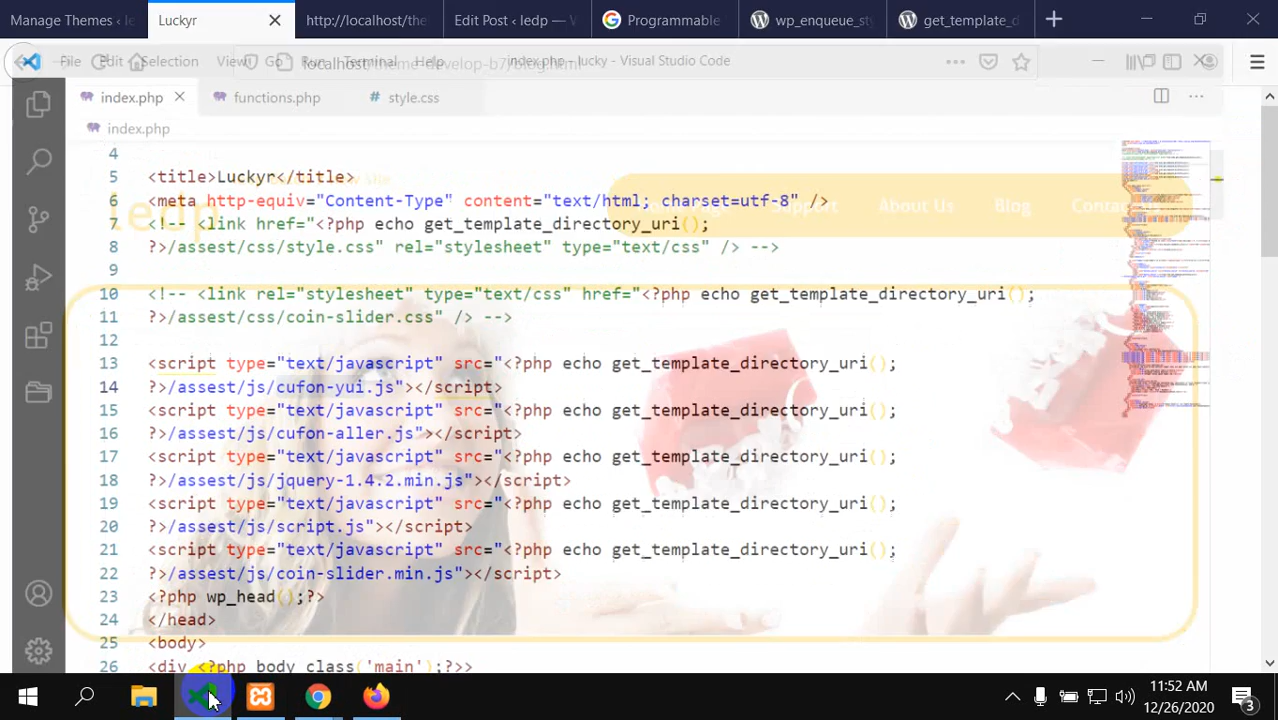 Manage Themes ‹ le
Luckyr
http://localhost/the
Edit Post ‹ ledp — W
Programmable
wp_enqueue_sty
get_template_d
File Edit Selection View Go Run Terminal Help
index.php - lucky - Visual Studio Code
index.php
functions.php
style.css
index.php
Support About Us Blog
4
5 <title>Luckyr</title>
6 <meta http-equiv="Content-Type" content="text/html; charset=utf-8" />
7 <!-- <link href="<?php echo get_template_directory_uri();
8 ?>/assest/css/style.css" rel="stylesheet" type="text/css" /> -->
9
10 <!-- <link rel="stylesheet" type="text/css" href="<?php echo get_template_directory_uri();
11 ?>/assest/css/coin-slider.css" /> -->
12
13 <script type="text/javascript" src="<?php echo get_template_directory_uri();
14 ?>/assest/js/cufon-yui.js"></script>
15 <script type="text/javascript" src="<?php echo get_template_directory_uri();
16 ?>/assest/js/cufon-aller.js"></script>
17 <script type="text/javascript" src="<?php echo get_template_directory_uri();
18 ?>/assest/js/jquery-1.4.2.min.js"></script>
19 <script type="text/javascript" src="<?php echo get_template_directory_uri();
20 ?>/assest/js/script.js"></script>
21 <script type="text/javascript" src="<?php echo get_template_directory_uri();
22 ?>/assest/js/coin-slider.min.js"></script>
23 <?php wp_head();?>
24 </head>
25 <body>
26 <div <?php body_class('main');?>>
11:52 AM
12/26/2020
3